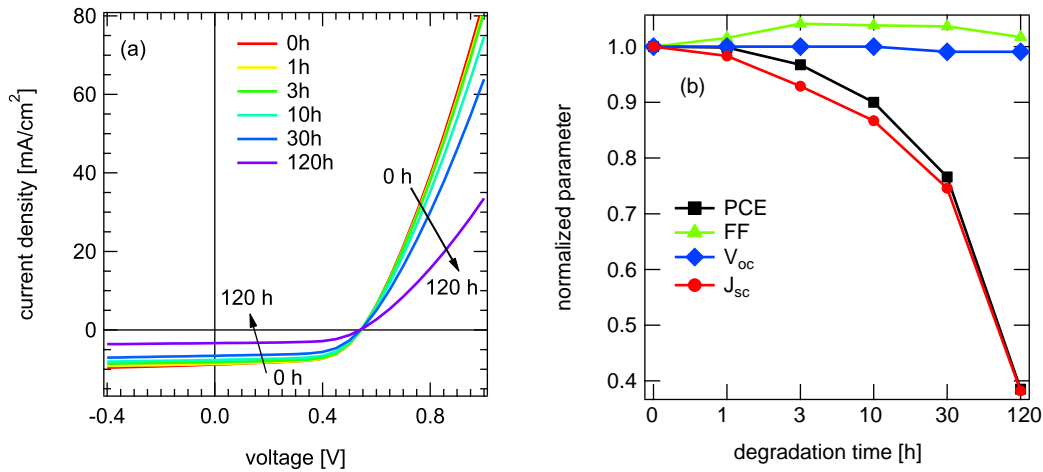 80
60
40
20
0
-0.4
0.0
0.4
0.8
current density [mA/cm²]
voltage [V]
(a)
0h
1h
3h
10h
30h
120h
0 h
120 h
120 h
0 h
1.0
0.9
0.8
0.7
0.6
0.5
0.4
0
1
3
10
30
120
normalized parameter
degradation time [h]
(b)
PCE
FF
Voc
Jsc